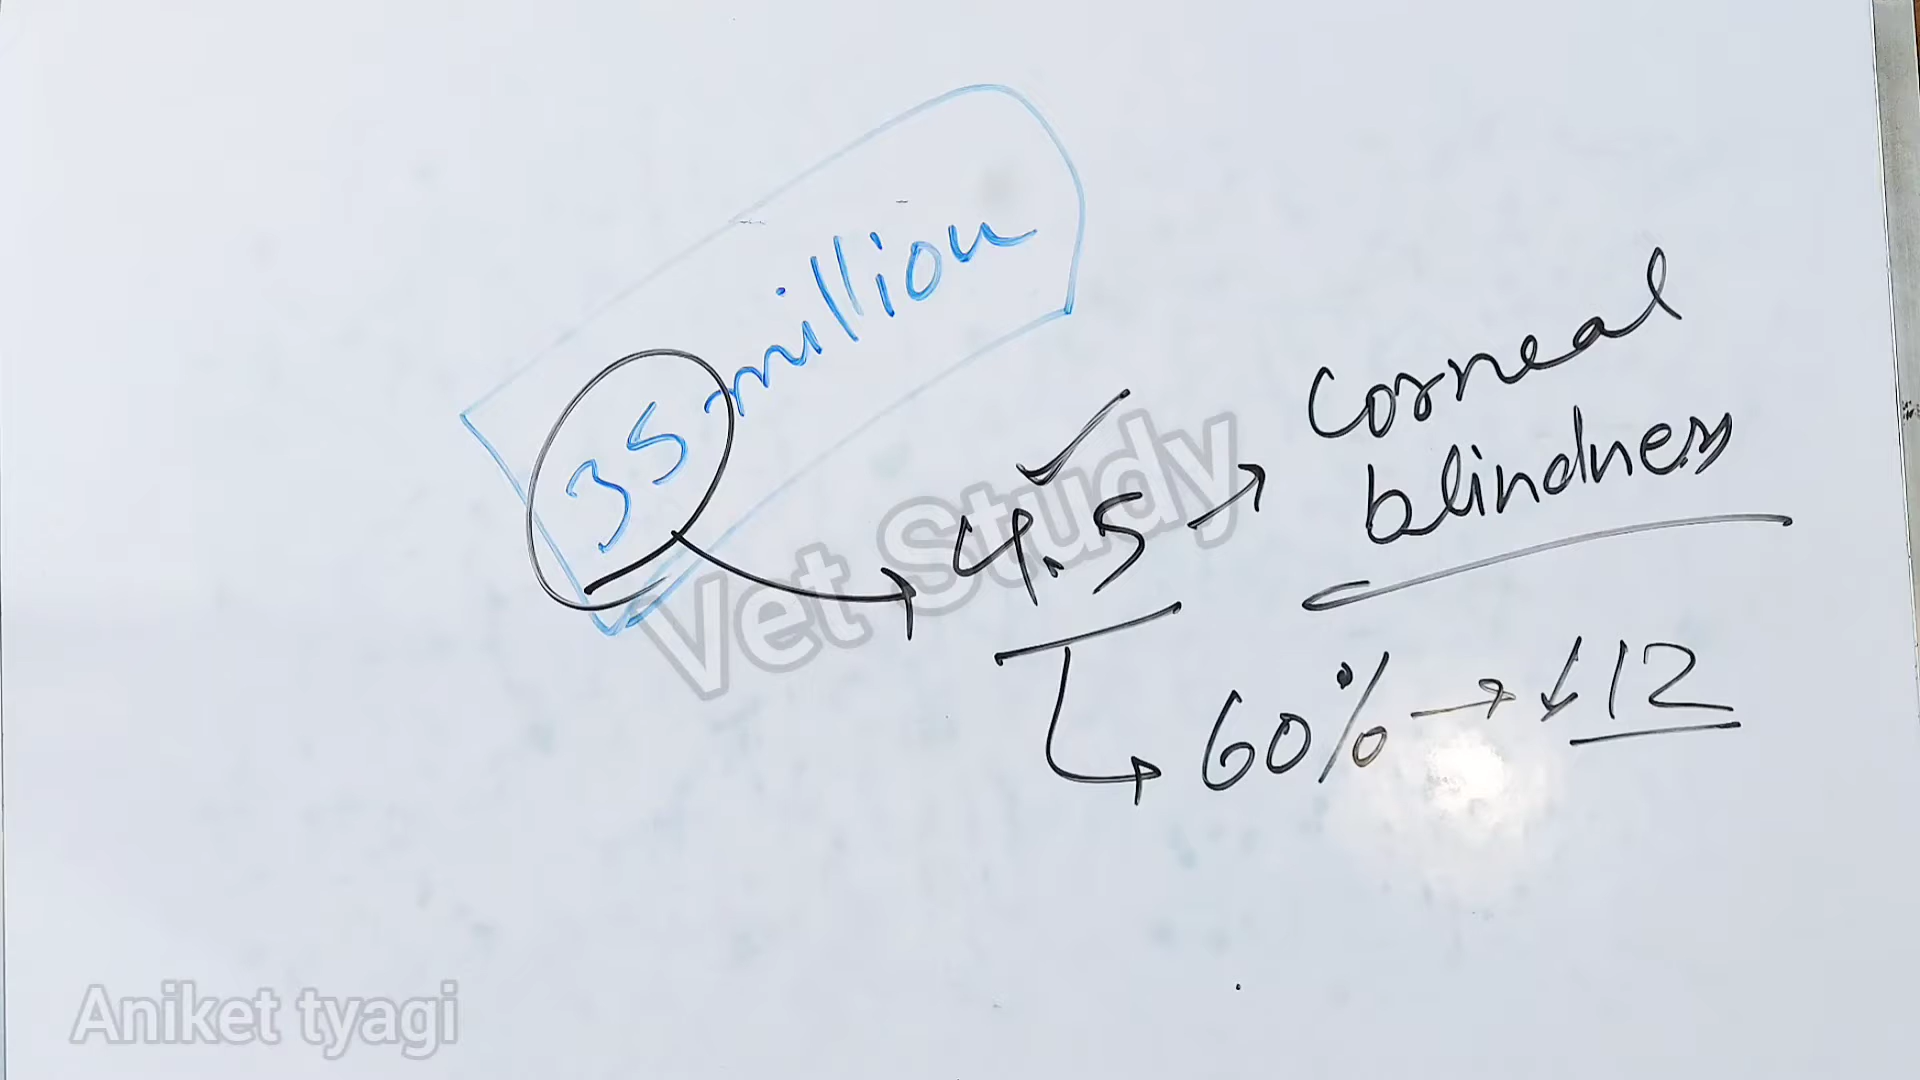 35 million
4.5 → corneal
blindness
60% → ↓12
Vet Study
Aniket tyagi